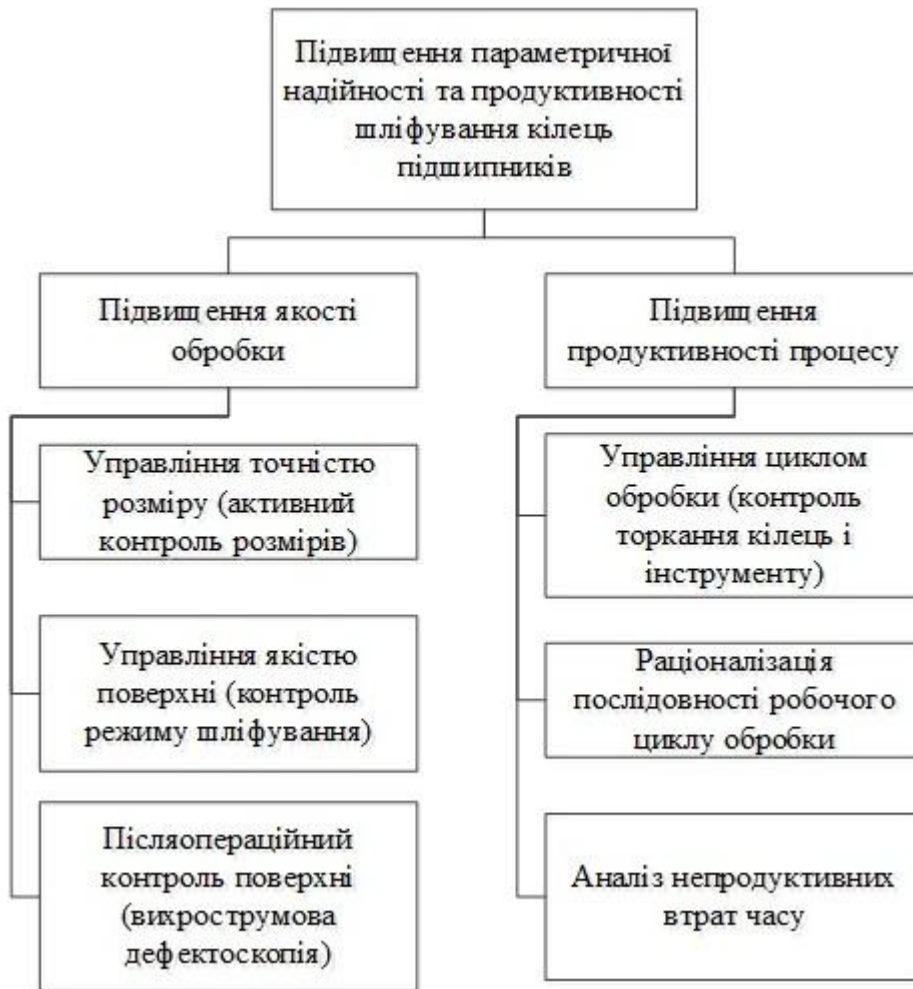 Підвищення параметричної
надійності та продуктивності
шліфування кілець
підшипників
Підвищення якості
обробки
Управління точністю
розміру (активний
контроль розмірів)
Управління якістю
поверхні (контроль
режиму шліфування)
Післяопераційний
контроль поверхні
(вихрострумова
дефектоскопія)
Підвищення
продуктивності процесу
Управління циклом
обробки (контроль
торкання кілець і
інструменту)
Раціоналізація
послідовності робочого
циклу обробки
Аналіз непродуктивних
втрат часу